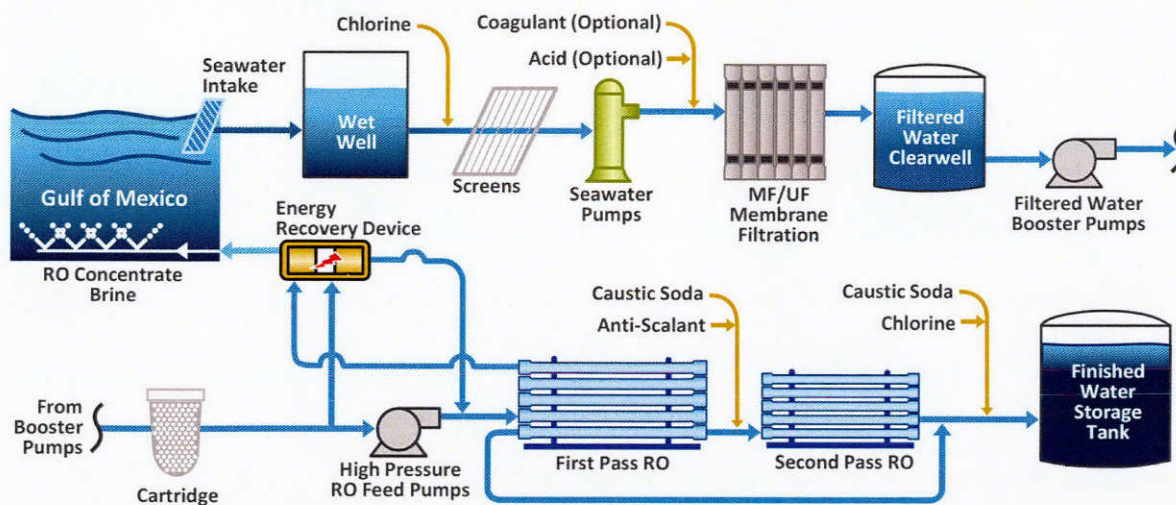 Chlorine
Coagulant (Optional)
Acid (Optional)
Seawater
Intake
Wet
Well
Screens
Seawater
Pumps
MF/UF
Membrane
Filtration
Filtered
Water
Clearwell
Filtered Water
Booster Pumps
Gulf of Mexico
RO Concentrate
Brine
Energy
Recovery Device
Caustic Soda
Anti-Scalant
Caustic Soda
Chlorine
Finished
Water
Storage
Tank
From
Booster
Pumps
Cartridge
High Pressure
RO Feed Pumps
First Pass RO
Second Pass RO